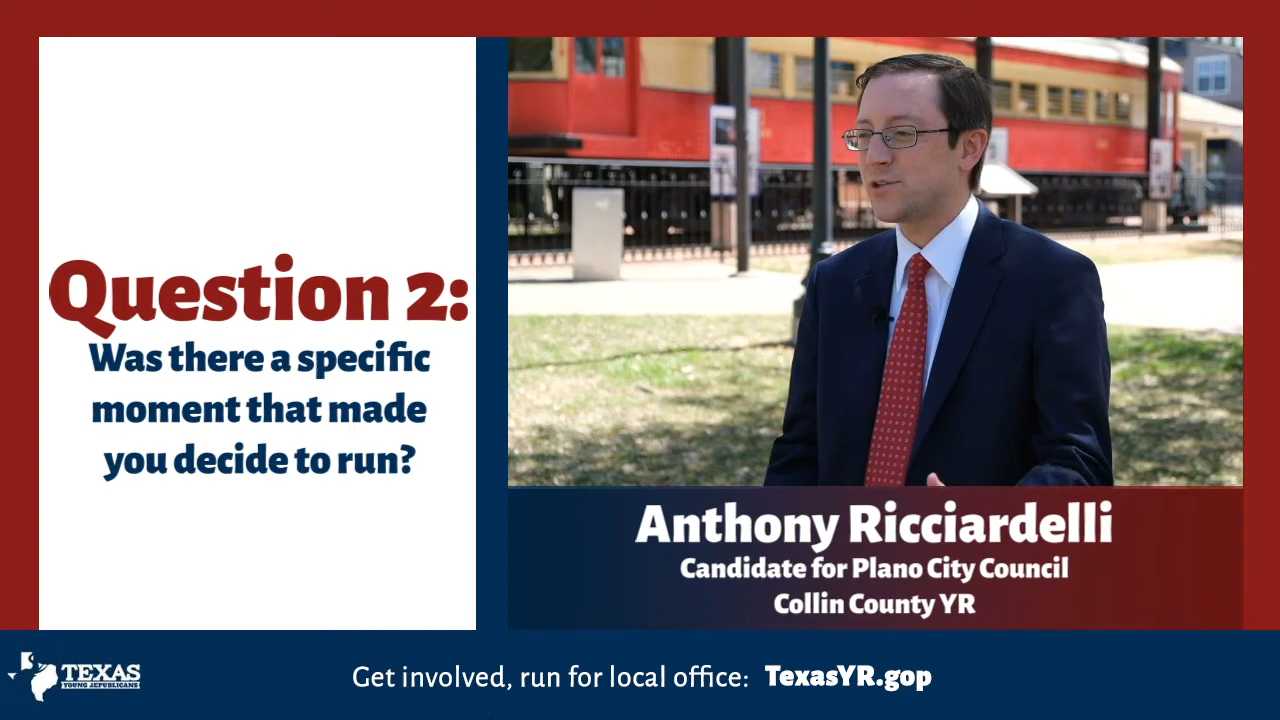 Question 2:
Was there a specific
moment that made
you decide to run?
Anthony Ricciardelli
Candidate for Plano City Council
Collin County YR
TEXAS
YOUNG REPUBLICANS
Get involved, run for local office: TexasYR.gop